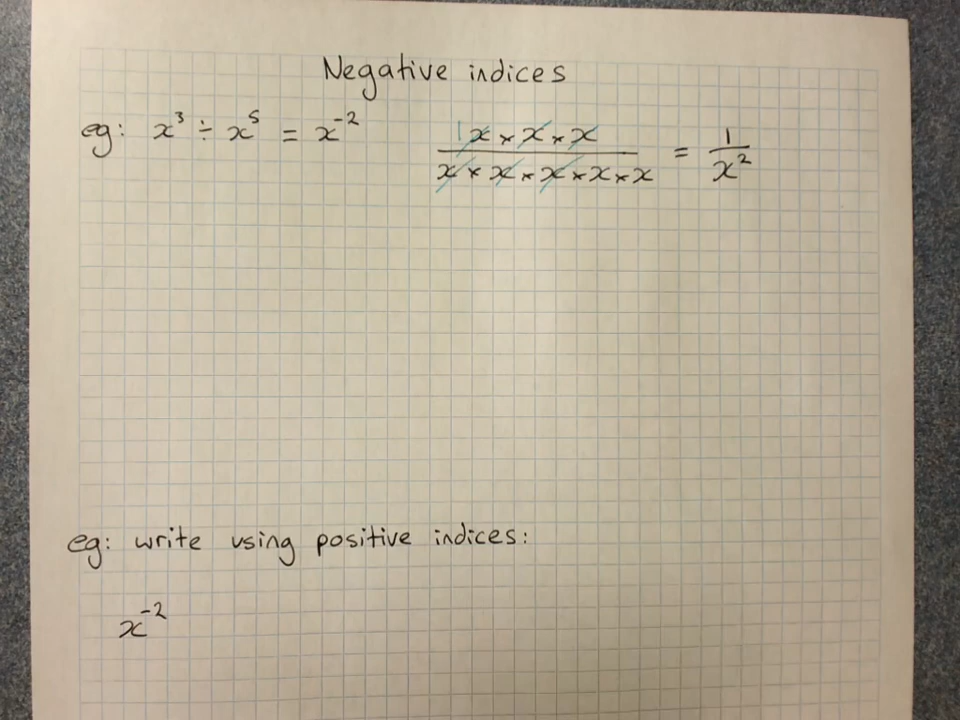 Negative indices
eg: x³ ÷ x⁵ = x⁻² 1x × x × x / x × x × x × x × x = 1/x²
eg: write using positive indices:
x⁻²